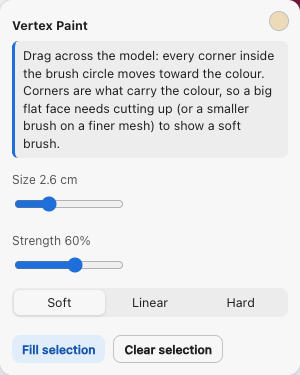 Vertex Paint
Drag across the model: every corner inside
the brush circle moves toward the colour.
Corners are what carry the colour, so a big
flat face needs cutting up (or a smaller
brush on a finer mesh) to show a soft
brush.
Size 2.6 cm
Strength 60%
Soft Linear Hard
Fill selection Clear selection